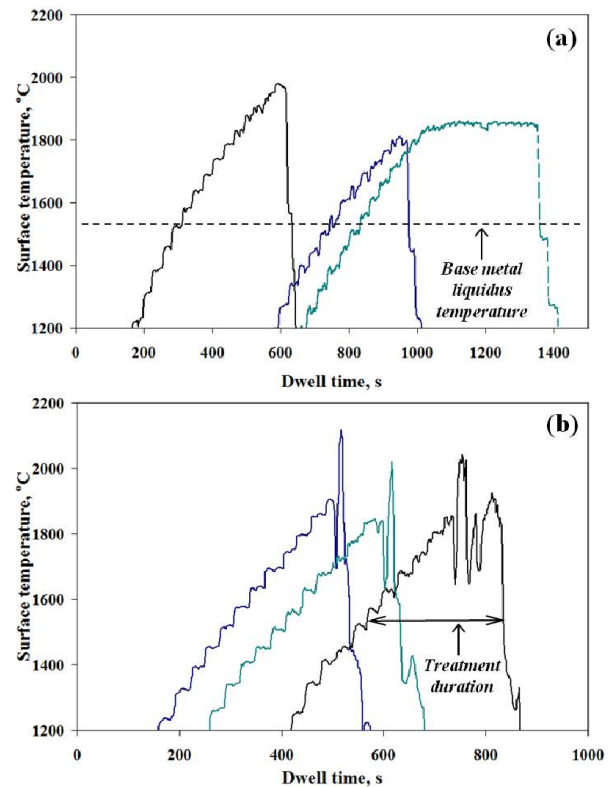 (a)
2200
2000
1800
1600
1400
1200
Surface temperature, °C
Base metal
liquidus
temperature
0 200 400 600 800 1000 1200 1400
Dwell time, s
(b)
2200
2000
1800
1600
1400
1200
Surface temperature, °C
Treatment
duration
0 200 400 600 800 1000
Dwell time, s